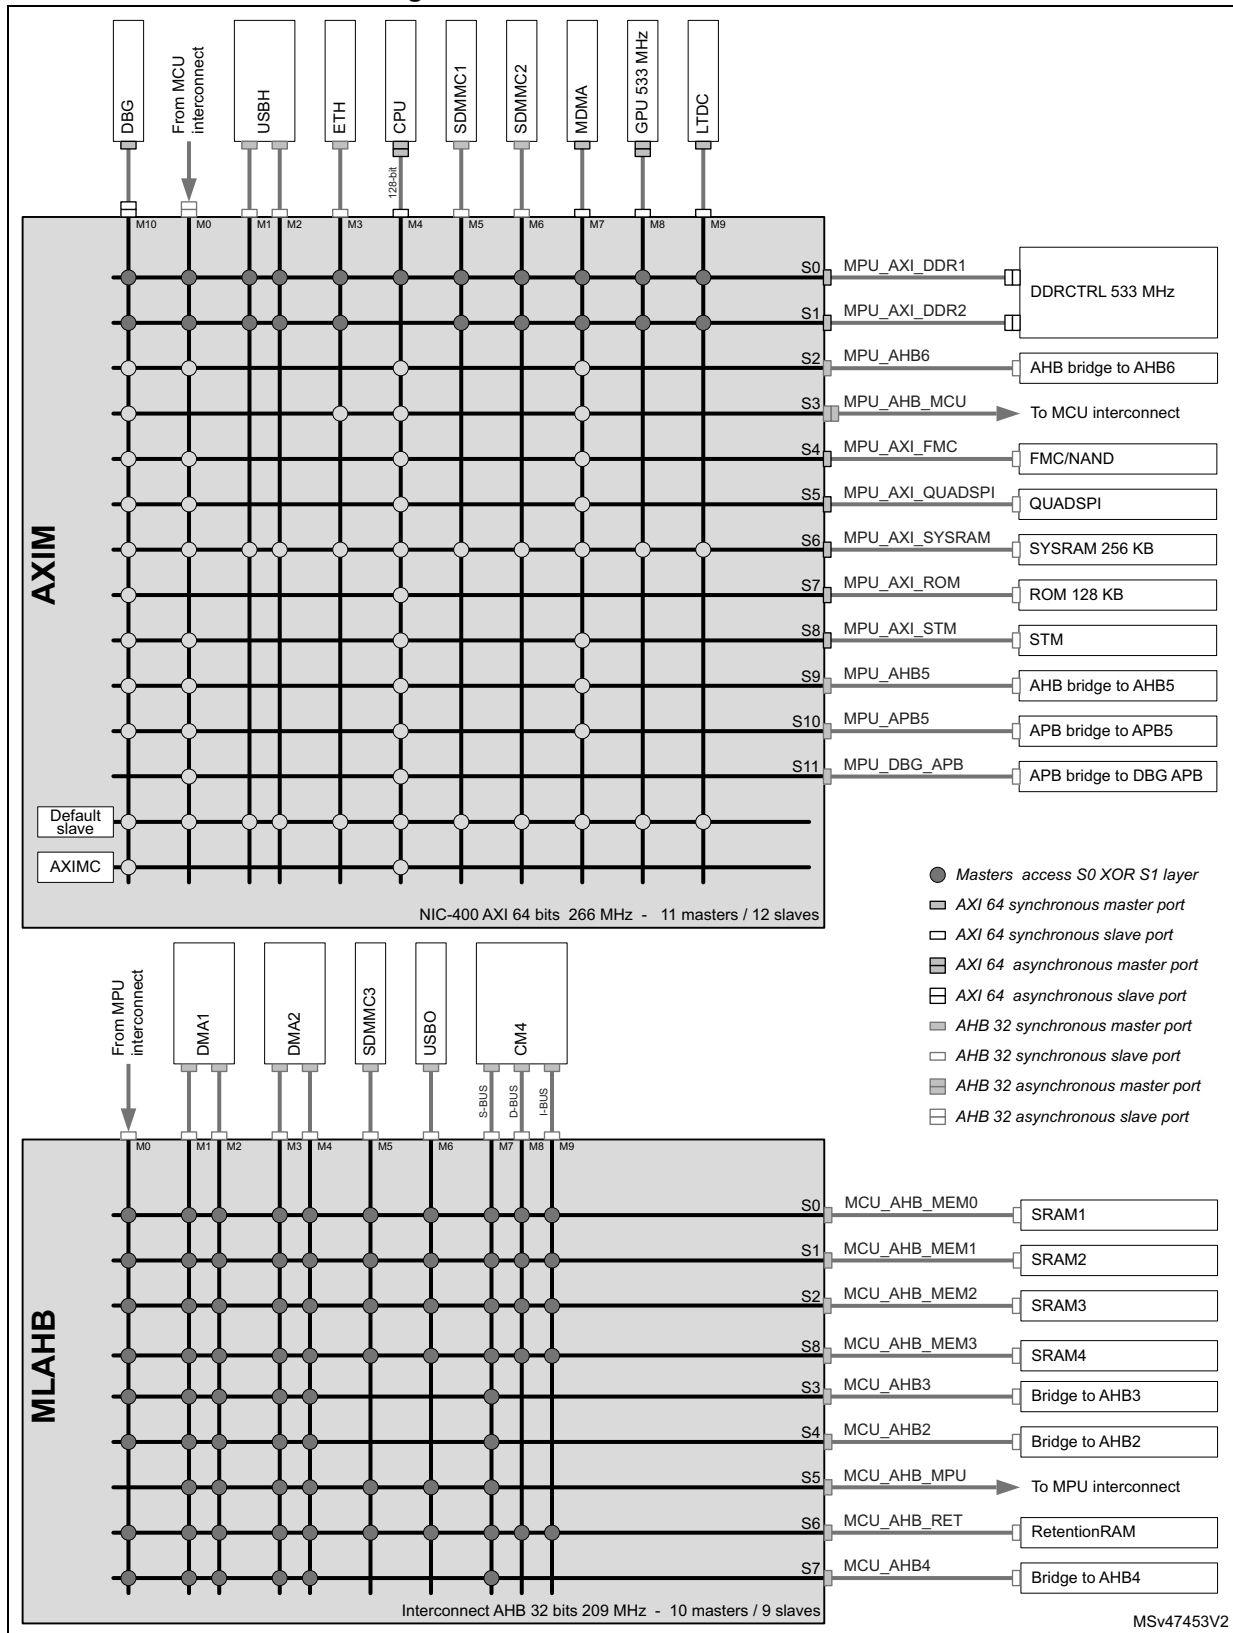 DBG
From MCU
interconnect
USBH
ETH
CPU
SDMMC1
SDMMC2
MDMA
GPU 533 MHz
LTDC
128-bit
M10 M0 M1 M2 M3 M4 M5 M6 M7 M8 M9
AXIM
S0 MPU_AXI_DDR1
DDRCTRL 533 MHz
S1 MPU_AXI_DDR2
S2 MPU_AHB6 AHB bridge to AHB6
S3 MPU_AHB_MCU To MCU interconnect
S4 MPU_AXI_FMC FMC/NAND
S5 MPU_AXI_QUADSPI QUADSPI
S6 MPU_AXI_SYSRAM SYSRAM 256 KB
S7 MPU_AXI_ROM ROM 128 KB
S8 MPU_AXI_STM STM
S9 MPU_AHB5 AHB bridge to AHB5
S10 MPU_APB5 APB bridge to APB5
S11 MPU_DBG_APB APB bridge to DBG APB
Default
slave
AXIMC
NIC-400 AXI 64 bits 266 MHz - 11 masters / 12 slaves
Masters access S0 XOR S1 layer
AXI 64 synchronous master port
AXI 64 synchronous slave port
AXI 64 asynchronous master port
AXI 64 asynchronous slave port
AHB 32 synchronous master port
AHB 32 synchronous slave port
AHB 32 asynchronous master port
AHB 32 asynchronous slave port
From MPU
interconnect
DMA1
DMA2
SDMMC3
USBO
CM4
S-BUS
D-BUS
I-BUS
M0 M1 M2 M3 M4 M5 M6 M7 M8 M9
MLAHB
S0 MCU_AHB_MEM0 SRAM1
S1 MCU_AHB_MEM1 SRAM2
S2 MCU_AHB_MEM2 SRAM3
S8 MCU_AHB_MEM3 SRAM4
S3 MCU_AHB3 Bridge to AHB3
S4 MCU_AHB2 Bridge to AHB2
S5 MCU_AHB_MPU To MPU interconnect
S6 MCU_AHB_RET RetentionRAM
S7 MCU_AHB4 Bridge to AHB4
Interconnect AHB 32 bits 209 MHz - 10 masters / 9 slaves
MSv47453V2